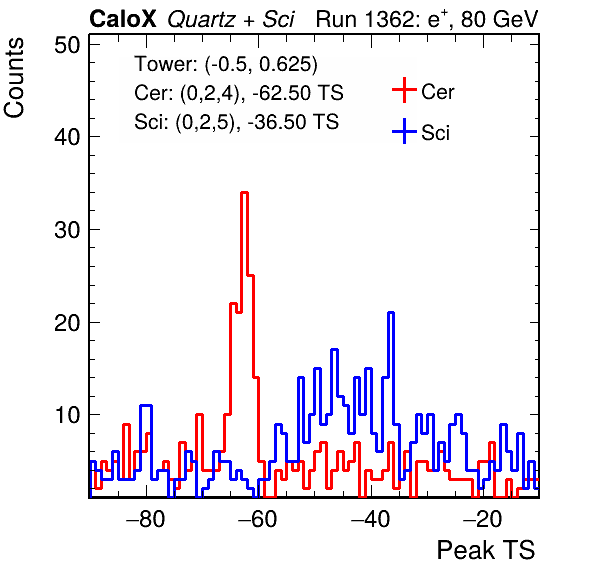 CaloX Quartz + Sci Run 1362: e+, 80 GeV
Counts
50
40
30
20
10
Tower: (-0.5, 0.625)
Cer: (0,2,4), -62.50 TS
Sci: (0,2,5), -36.50 TS
Cer
Sci
−80 −60 −40 −20
Peak TS